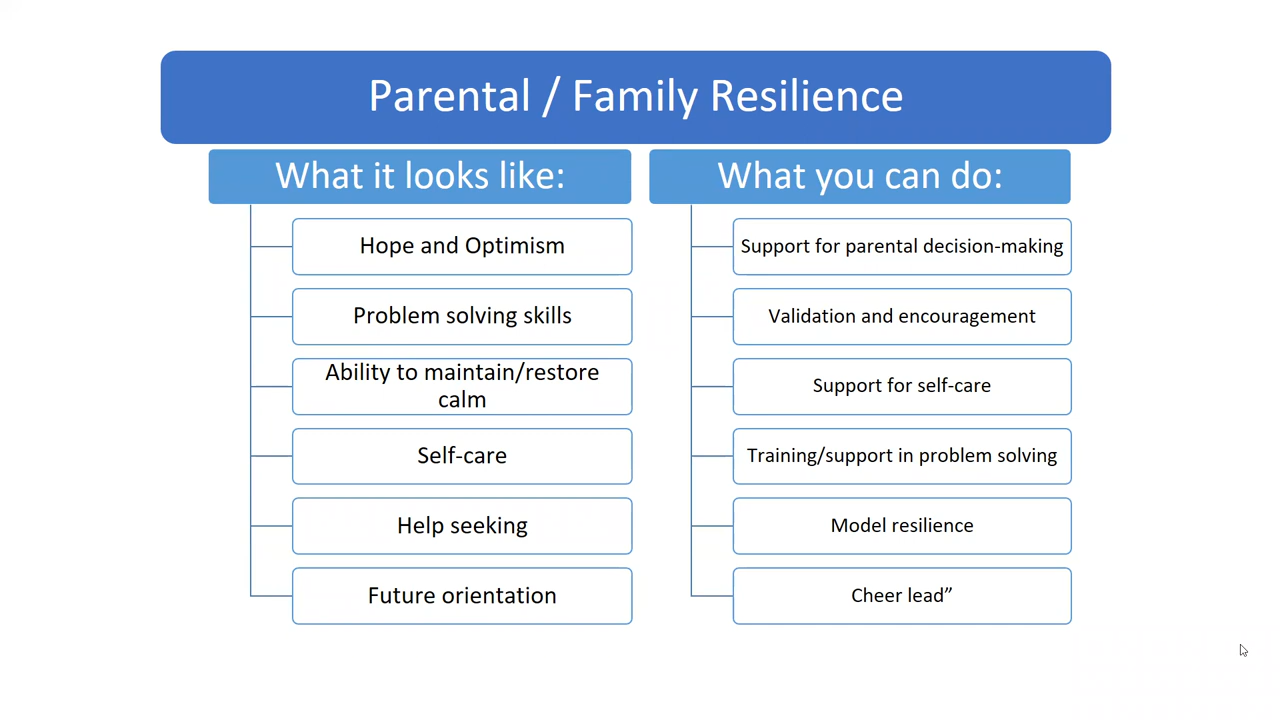 Parental / Family Resilience
What it looks like:
Hope and Optimism
Problem solving skills
Ability to maintain/restore
calm
Self-care
Help seeking
Future orientation
What you can do:
Support for parental decision-making
Validation and encouragement
Support for self-care
Training/support in problem solving
Model resilience
Cheer lead”